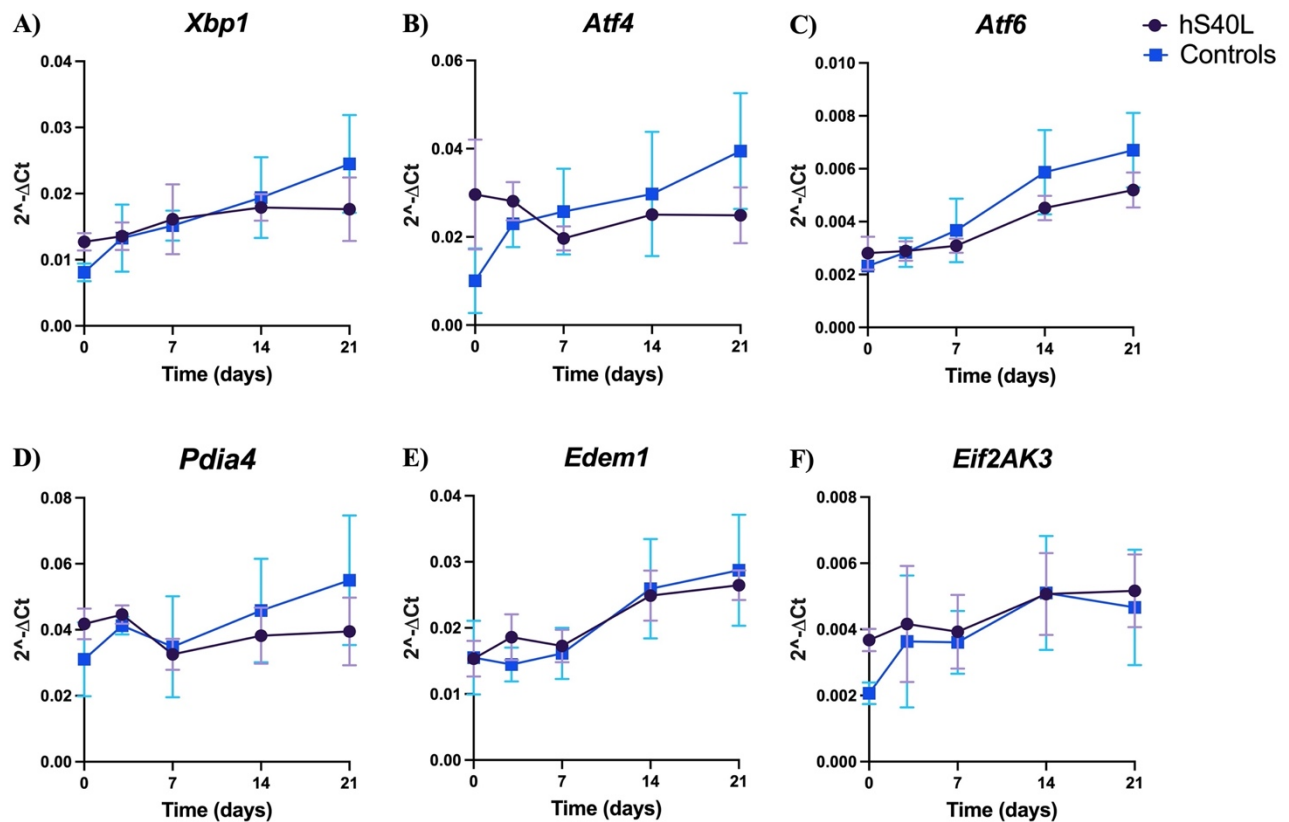 A) Xbp1
B) Atf4
C) Atf6
hS40L
Controls
2^-ΔCt
0.04
0.03
0.02
0.01
0.00
0 7 14 21
Time (days)
2^-ΔCt
0.06
0.04
0.02
0.00
0 7 14 21
Time (days)
2^-ΔCt
0.010
0.008
0.006
0.004
0.002
0.000
0 7 14 21
Time (days)
D) Pdia4
E) Edem1
F) Eif2AK3
2^-ΔCt
0.08
0.06
0.04
0.02
0.00
0 7 14 21
Time (days)
2^-ΔCt
0.04
0.03
0.02
0.01
0.00
0 7 14 21
Time (days)
2^-ΔCt
0.008
0.006
0.004
0.002
0.000
0 7 14 21
Time (days)